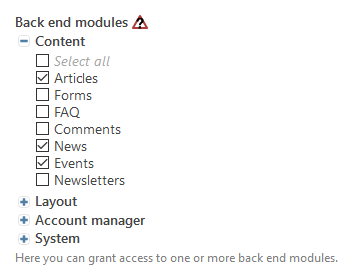 Back end modules
Content
Select all
Articles
Forms
FAQ
Comments
News
Events
Newsletters
Layout
Account manager
System
Here you can grant access to one or more back end modules.